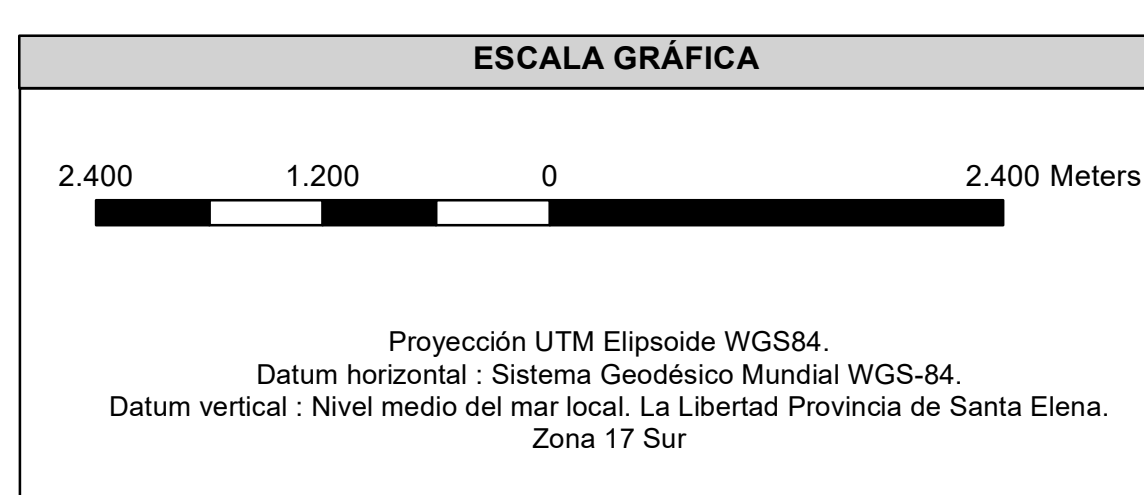 ESCALA GRÁFICA
2.400 1.200 0 2.400 Meters
Proyección UTM Elipsoide WGS84.
Datum horizontal : Sistema Geodésico Mundial WGS-84.
Datum vertical : Nivel medio del mar local. La Libertad Provincia de Santa Elena.
Zona 17 Sur